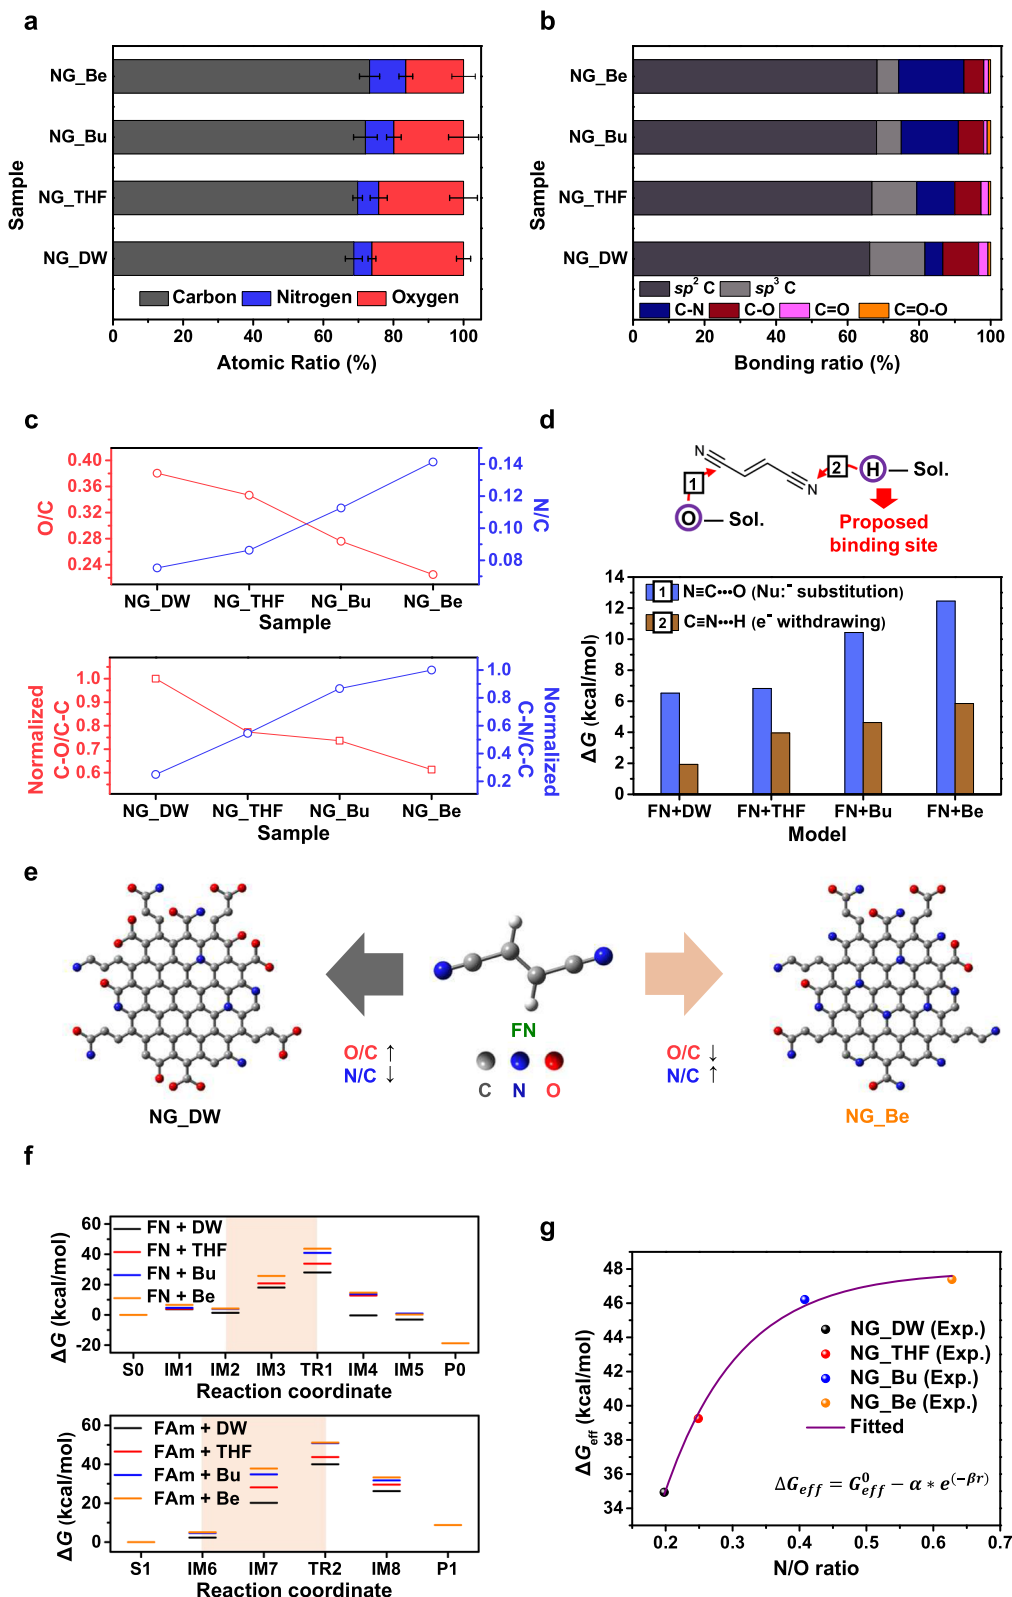 a
NG_Be
NG_Bu
NG_THF
NG_DW
Sample
Carbon Nitrogen Oxygen
0 20 40 60 80 100
Atomic Ratio (%)
b
NG_Be
NG_Bu
NG_THF
NG_DW
Sample
sp² C sp³ C
C-N C-O C=O C=O-O
0 20 40 60 80 100
Bonding ratio (%)
c
0.40
0.36
0.32
0.28
0.24
O/C
0.14
0.12
0.10
0.08
N/C
NG_DW NG_THF NG_Bu NG_Be
Sample
1.0
0.9
0.8
0.7
0.6
Normalized
C-O/C-C
1.0
0.8
0.6
0.4
0.2
Normalized
C-N/C-C
NG_DW NG_THF NG_Bu NG_Be
Sample
d
N
N
1
2
H — Sol.
O — Sol.
Proposed
binding site
14
12
10
8
6
4
2
0
ΔG (kcal/mol)
1 N≡C•••O (Nu:⁻ substitution)
2 C≡N•••H (e⁻ withdrawing)
FN+DW FN+THF FN+Bu FN+Be
Model
e
FN
O/C ↑
N/C ↓
C N O
O/C ↓
N/C ↑
NG_DW
NG_Be
f
60
40
20
0
-20
ΔG (kcal/mol)
FN + DW
FN + THF
FN + Bu
FN + Be
S0 IM1 IM2 IM3 TR1 IM4 IM5 P0
Reaction coordinate
60
40
20
0
ΔG (kcal/mol)
FAm + DW
FAm + THF
FAm + Bu
FAm + Be
S1 IM6 IM7 TR2 IM8 P1
Reaction coordinate
g
48
46
44
42
40
38
36
34
ΔG_eff (kcal/mol)
NG_DW (Exp.)
NG_THF (Exp.)
NG_Bu (Exp.)
NG_Be (Exp.)
Fitted
ΔG_eff = G⁰_eff − α * e^(−βr)
0.2 0.3 0.4 0.5 0.6 0.7
N/O ratio